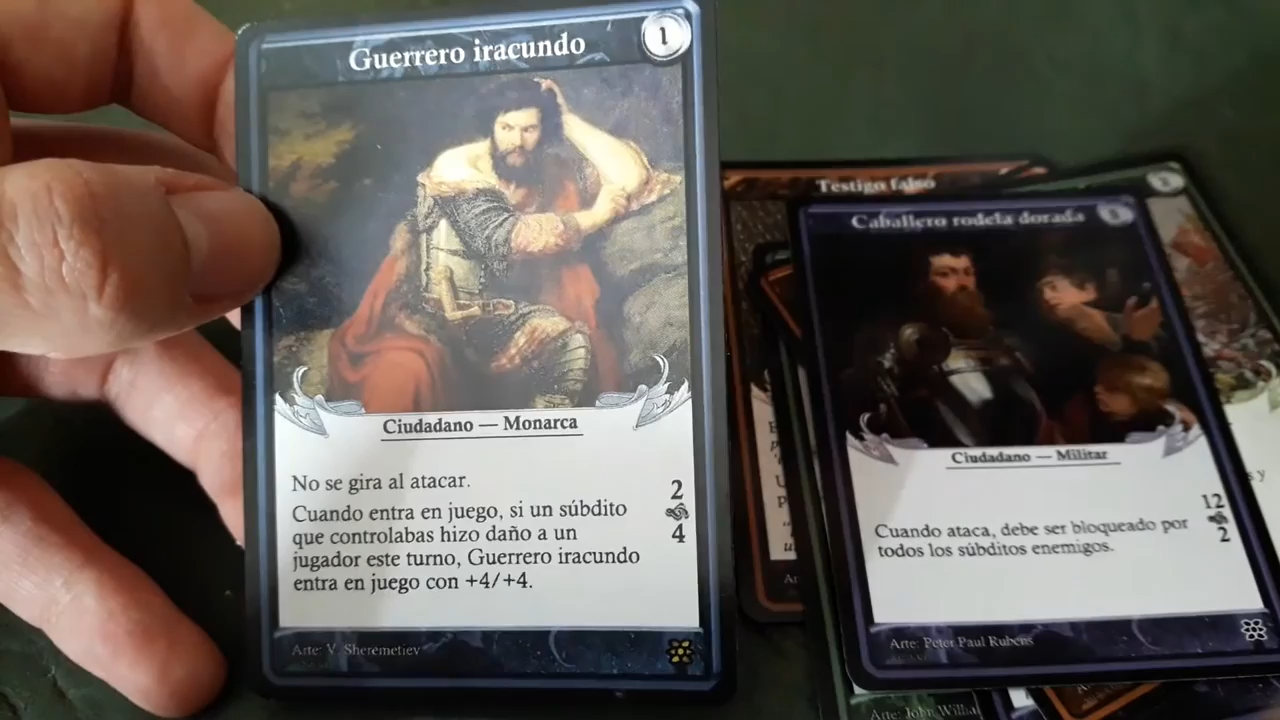 Guerrero iracundo
1
Ciudadano — Monarca
No se gira al atacar.
Cuando entra en juego, si un súbdito
que controlabas hizo daño a un
jugador este turno, Guerrero iracundo
entra en juego con +4/+4.
2
4
Arte: V. Sheremetiev
Testigo falso
Caballero rodela dorada
Ciudadano — Militar
Cuando ataca, debe ser bloqueado por
todos los súbditos enemigos.
12
2
Arte: Peter Paul Rubens
Arte: John